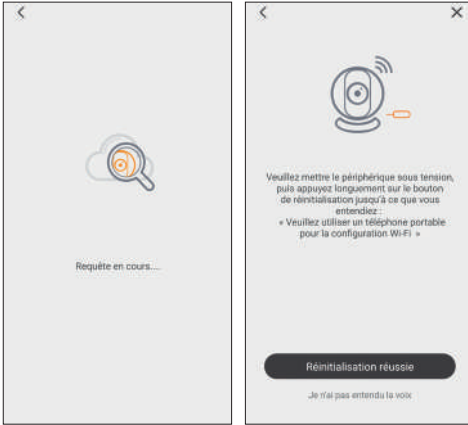 Requête en cours....
Veuillez mettre le périphérique sous tension,
puis appuyez longuement sur le bouton
de réinitialisation jusqu'à ce que vous
entendiez :
« Veuillez utiliser un téléphone portable
pour la configuration Wi-Fi »
Réinitialisation réussie
Je n'ai pas entendu la voix